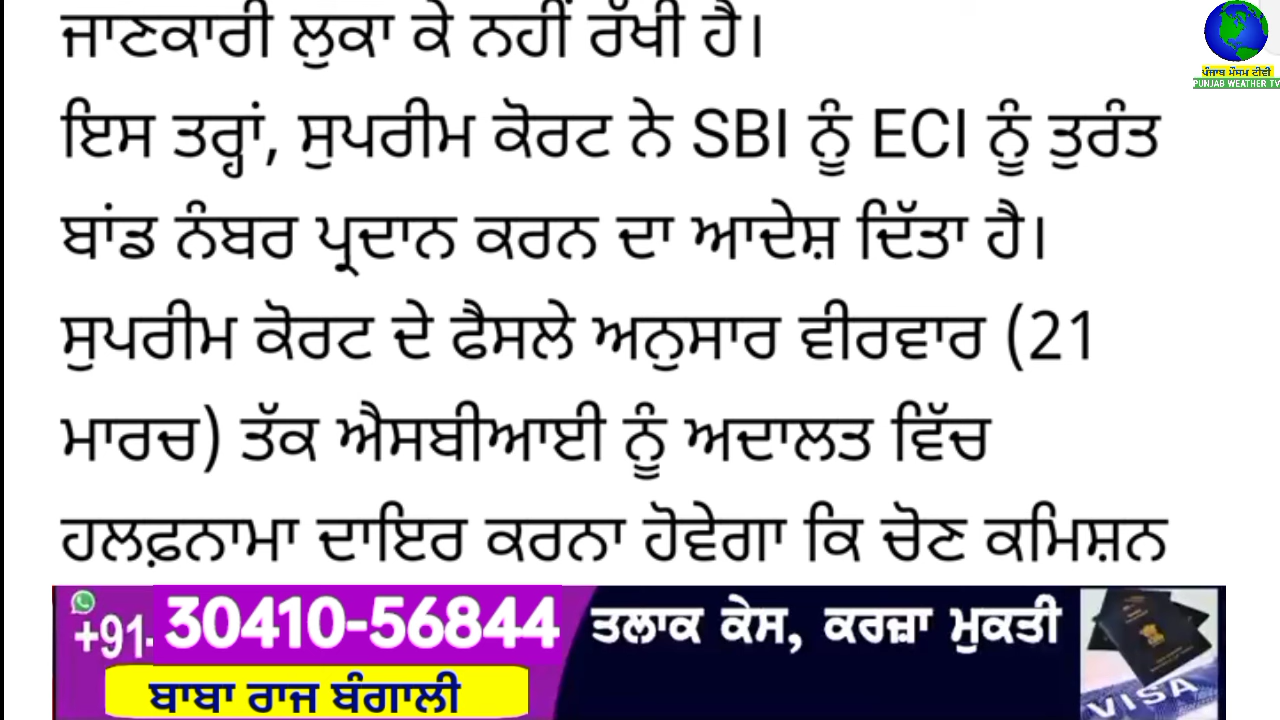 ਜਾਣਕਾਰੀ ਲੁਕਾ ਕੇ ਨਹੀਂ ਰੱਖੀ ਹੈ।
ਪੰਜਾਬ ਮੌਸਮ ਟੀਵੀ
PUNJAB WEATHER TV
ਇਸ ਤਰ੍ਹਾਂ, ਸੁਪਰੀਮ ਕੋਰਟ ਨੇ SBI ਨੂੰ ECI ਨੂੰ ਤੁਰੰਤ
ਬਾਂਡ ਨੰਬਰ ਪ੍ਰਦਾਨ ਕਰਨ ਦਾ ਆਦੇਸ਼ ਦਿੱਤਾ ਹੈ।
ਸੁਪਰੀਮ ਕੋਰਟ ਦੇ ਫੈਸਲੇ ਅਨੁਸਾਰ ਵੀਰਵਾਰ (21
ਮਾਰਚ) ਤੱਕ ਐਸਬੀਆਈ ਨੂੰ ਅਦਾਲਤ ਵਿੱਚ
ਹਲਫ਼ਨਾਮਾ ਦਾਇਰ ਕਰਨਾ ਹੋਵੇਗਾ ਕਿ ਚੋਣ ਕਮਿਸ਼ਨ
+91. 30410-56844
ਬਾਬਾ ਰਾਜ ਬੰਗਾਲੀ
ਤਲਾਕ ਕੇਸ, ਕਰਜ਼ਾ ਮੁਕਤੀ
VISA